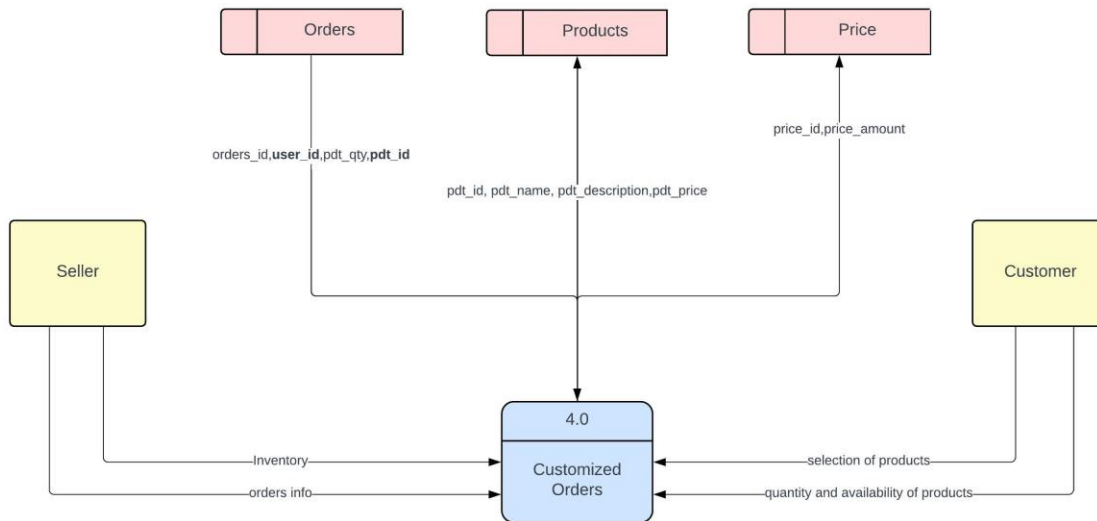 Orders
Products
Price
price_id,price_amount
orders_id,user_id,pdt_qty,pdt_id
pdt_id, pdt_name, pdt_description,pdt_price
Seller
Customer
4.0
Customized
Orders
Inventory
selection of products
orders info
quantity and availability of products